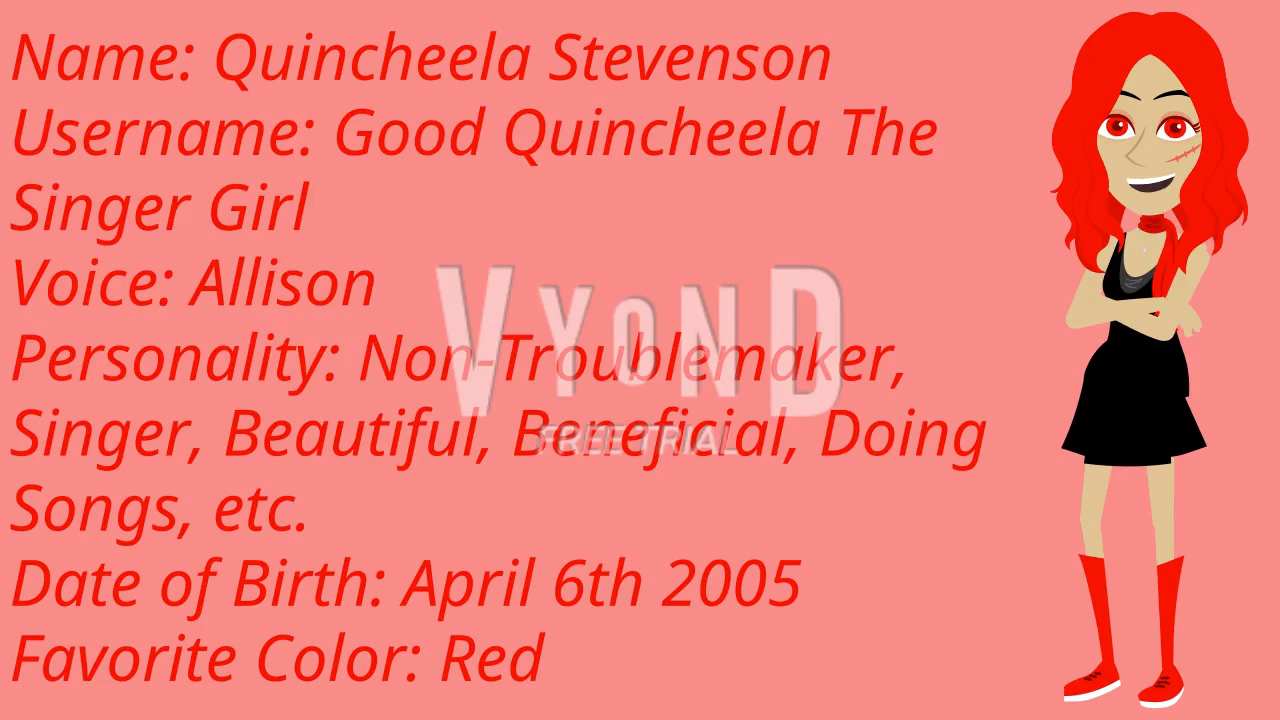 Name: Quincheela Stevenson
Username: Good Quincheela The
Singer Girl
Voice: Allison
VYOND
Personality: Non-Troublemaker,
Singer, Beautiful, Beneficial, Doing
FREE TRIAL
Songs, etc.
Date of Birth: April 6th 2005
Favorite Color: Red